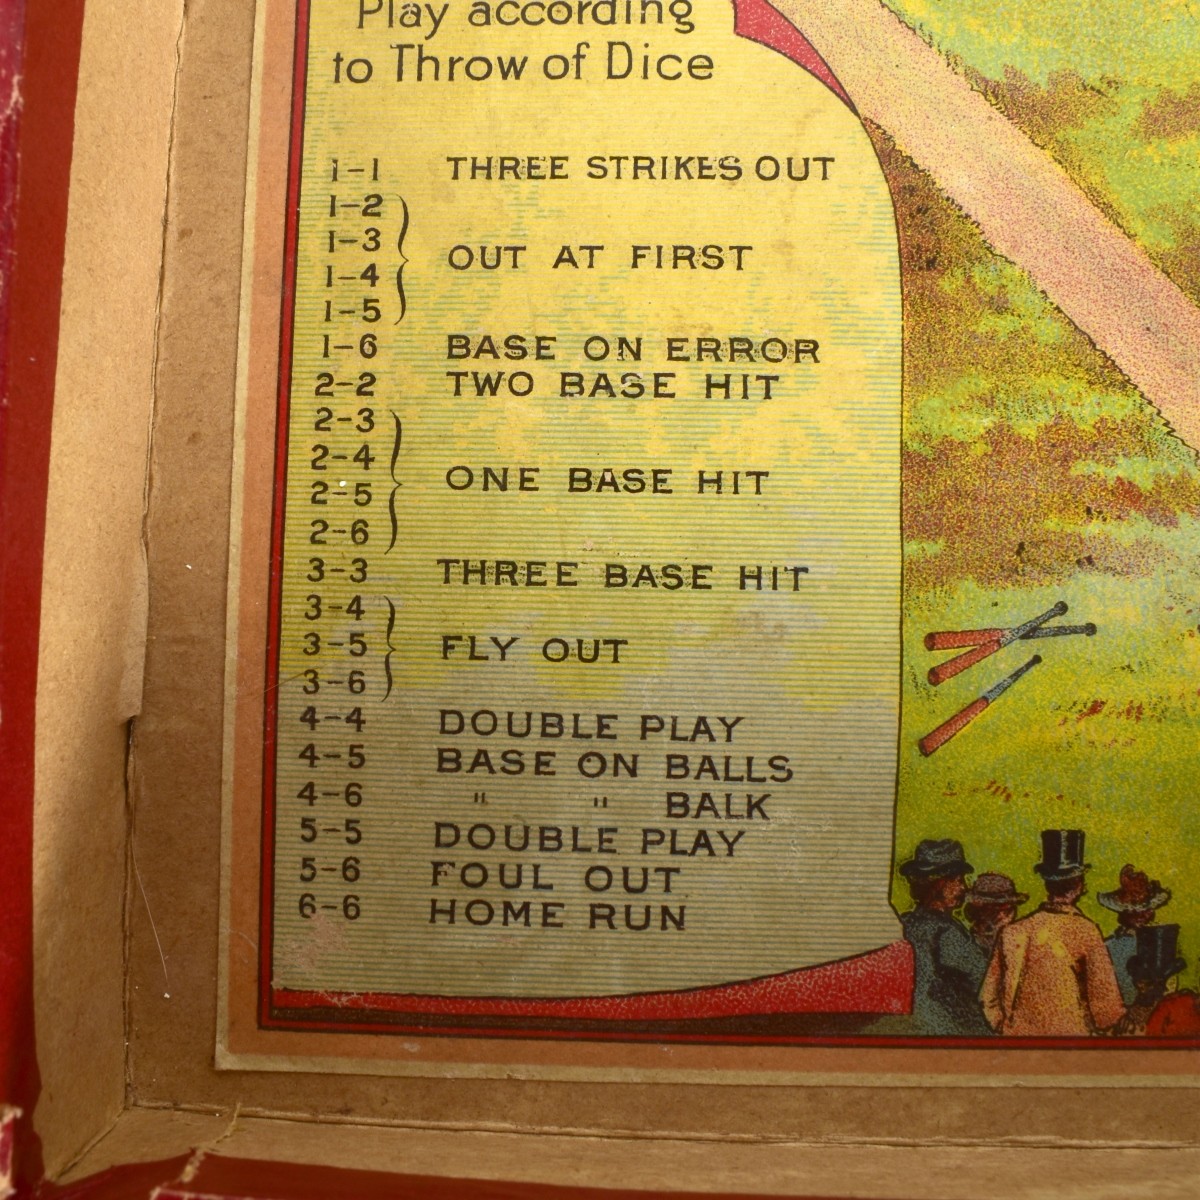 Play according
to Throw of Dice
1-1 THREE STRIKES OUT
1-2
1-3
OUT AT FIRST
1-4
1-5
1-6 BASE ON ERROR
2-2 TWO BASE HIT
2-3
2-4
ONE BASE HIT
2-5
2-6
3-3 THREE BASE HIT
3-4
3-5 FLY OUT
3-6
4-4 DOUBLE PLAY
4-5 BASE ON BALLS
4-6 " " BALK
5-5 DOUBLE PLAY
5-6 FOUL OUT
6-6 HOME RUN